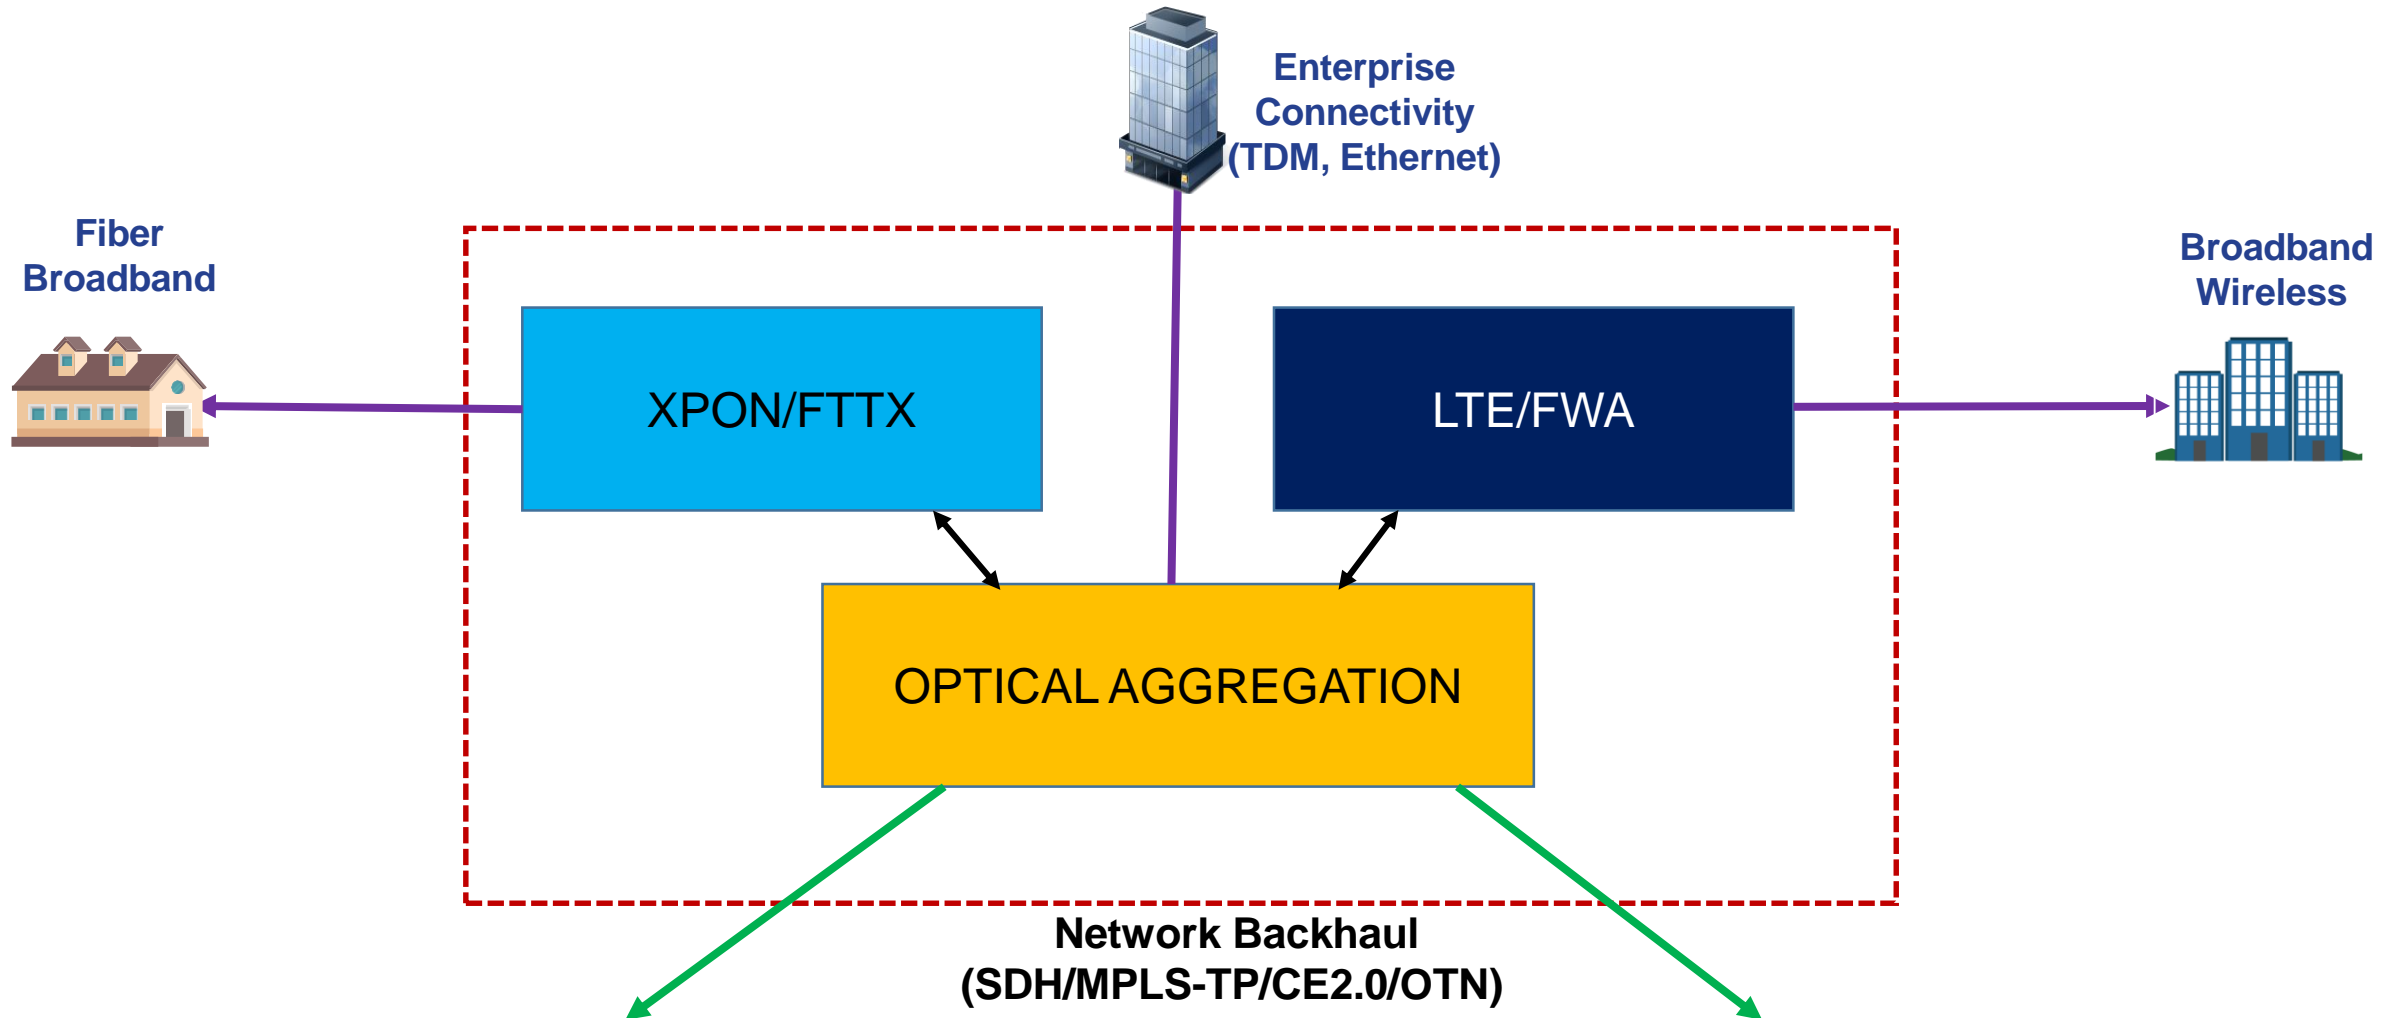 Enterprise
Connectivity
(TDM, Ethernet)
Fiber
Broadband
Broadband
Wireless
XPON/FTTX
LTE/FWA
OPTICAL AGGREGATION
Network Backhaul
(SDH/MPLS-TP/CE2.0/OTN)